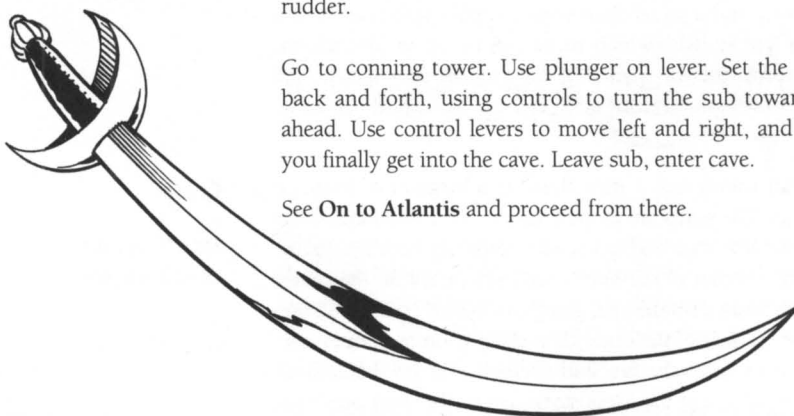 rudder.
Go to conning tower. Use plunger on lever. Set the
back and forth, using controls to turn the sub towar
ahead. Use control levers to move left and right, and
you finally get into the cave. Leave sub, enter cave.
See On to Atlantis and proceed from there.